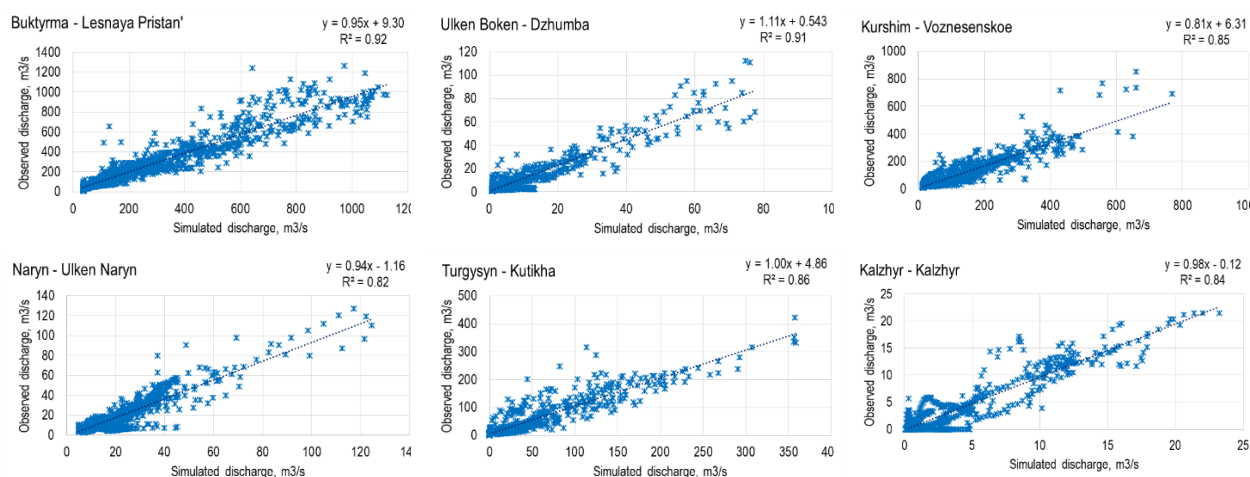 Buktyrma - Lesnaya Pristan'
y = 0.95x + 9.30
R² = 0.92
Observed discharge, m3/s
1400
1200
1000
800
600
400
200
0
0 200 400 600 800 1000 120
Simulated discharge, m3/s
Ulken Boken - Dzhumba
y = 1.11x + 0.543
R² = 0.91
Observed discharge, m3/s
120
100
80
60
40
20
0
0 20 40 60 80 10
Simulated discharge, m3/s
Kurshim - Voznesenskoe
y = 0.81x + 6.31
R² = 0.85
Observed discharge, m3/s
1000
800
600
400
200
0
0 200 400 600 800 100
Simulated discharge, m3/s
Naryn - Ulken Naryn
y = 0.94x - 1.16
R² = 0.82
Observed discharge, m3/s
140
120
100
80
60
40
20
0
0 20 40 60 80 100 120 14
Simulated discharge, m3/s
Turgysyn - Kutikha
y = 1.00x + 4.86
R² = 0.86
Observed discharge, m3/s
500
400
300
200
100
0
0 50 100 150 200 250 300 350 40
Simulated discharge, m3/s
Kalzhyr - Kalzhyr
y = 0.98x - 0.12
R² = 0.84
Observed discharge, m3/s
25
20
15
10
5
0
0 5 10 15 20 25
Simulated discharge, m3/s